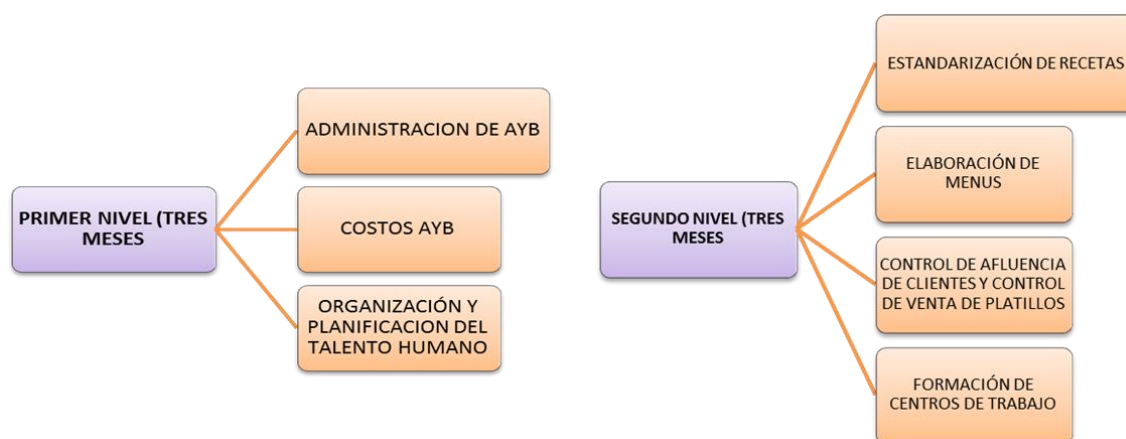 PRIMER NIVEL (TRES
MESES
ADMINISTRACION DE AYB
COSTOS AYB
ORGANIZACIÓN Y
PLANIFICACION DEL
TALENTO HUMANO
SEGUNDO NIVEL (TRES
MESES
ESTANDARIZACIÓN DE RECETAS
ELABORACIÓN DE
MENUS
CONTROL DE AFLUENCIA
DE CLIENTES Y CONTROL
DE VENTA DE PLATILLOS
FORMACIÓN DE
CENTROS DE TRABAJO